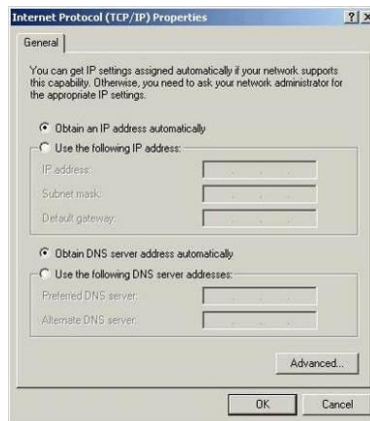 Internet Protocol (TCP/IP) Properties
General
You can get IP settings assigned automatically if your network supports
this capability. Otherwise, you need to ask your network administrator for
the appropriate IP settings.
Obtain an IP address automatically
Use the following IP address:
IP address:
Subnet mask:
Default gateway:
Obtain DNS server address automatically
Use the following DNS server addresses:
Preferred DNS server:
Alternate DNS server:
Advanced...
OK Cancel